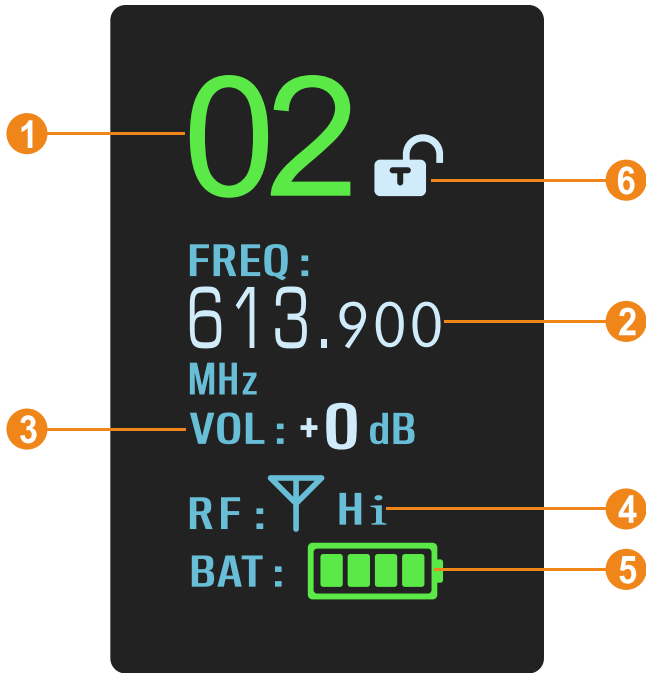 1
02
6
FREQ :
613.900
2
MHz
3
VOL : +0 dB
RF : Hi
4
BAT :
5